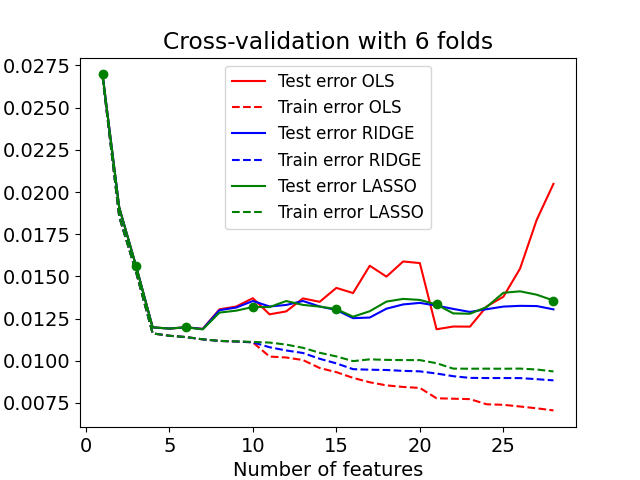 Cross-validation with 6 folds
0.0275
0.0250
0.0225
0.0200
0.0175
0.0150
0.0125
0.0100
0.0075
Test error OLS
Train error OLS
Test error RIDGE
Train error RIDGE
Test error LASSO
Train error LASSO
0 5 10 15 20 25
Number of features